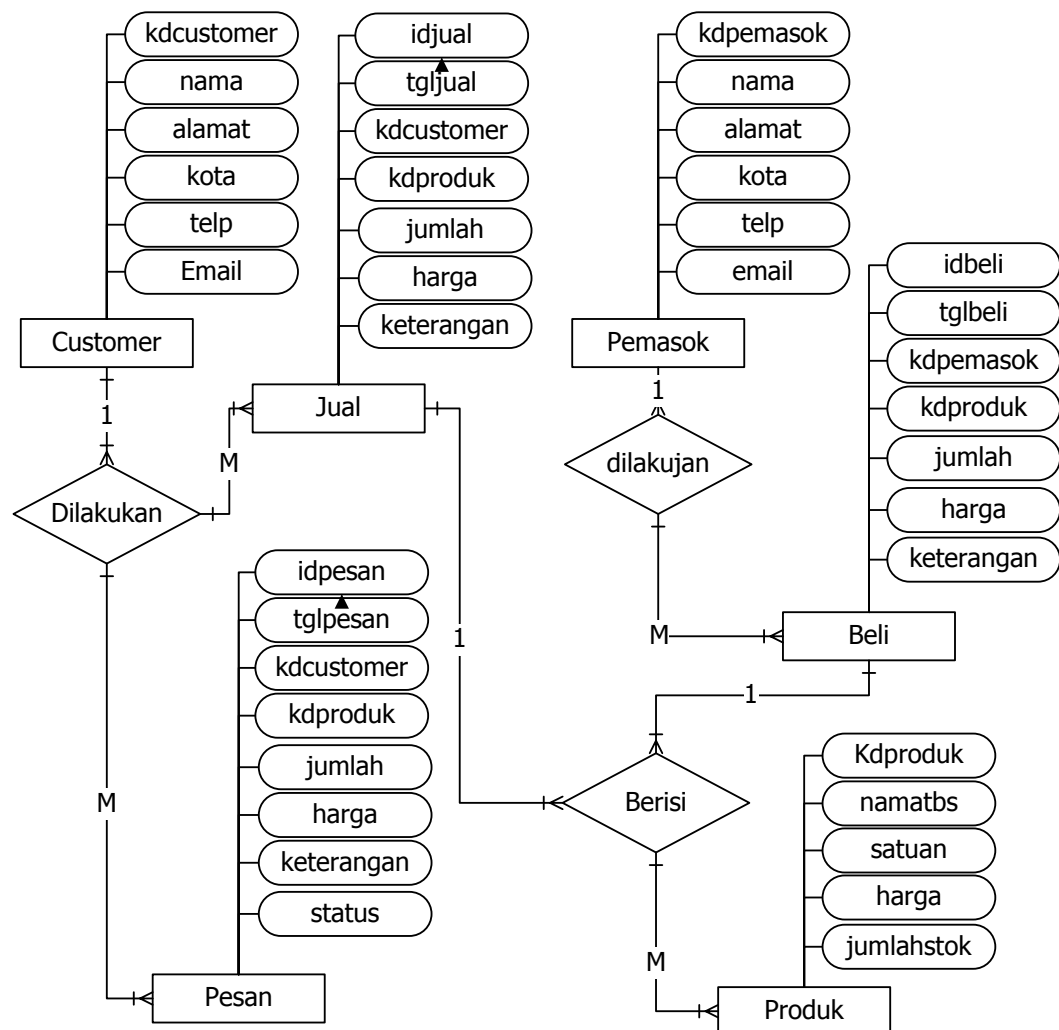 kdcustomer
nama
alamat
kota
telp
Email
Customer
idjual
tgljual
kdcustomer
kdproduk
jumlah
harga
keterangan
Jual
kdpemasok
nama
alamat
kota
telp
email
Pemasok
idbeli
tglbeli
kdpemasok
kdproduk
jumlah
harga
keterangan
Beli
1
M
Dilakukan
1
dilakujan
M
1
1
M
idpesan
tglpesan
kdcustomer
kdproduk
jumlah
harga
keterangan
status
Pesan
Berisi
M
Kdproduk
namatbs
satuan
harga
jumlahstok
Produk